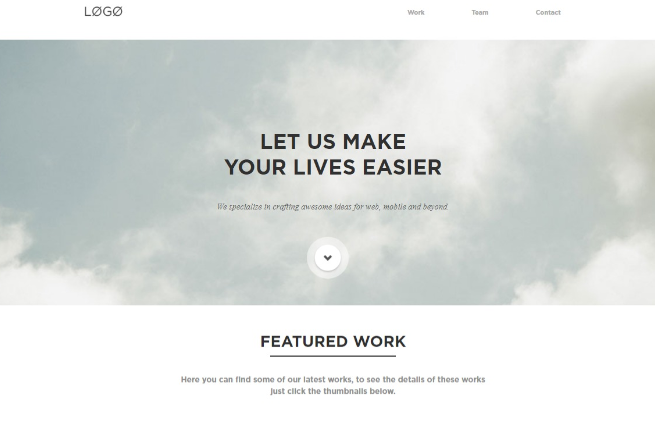 LØGØ
Work Team Contact
LET US MAKE
YOUR LIVES EASIER
We specialize in crafting awesome ideas for web, mobile and beyond
FEATURED WORK
Here you can find some of our latest works, to see the details of these works
just click the thumbnails below.